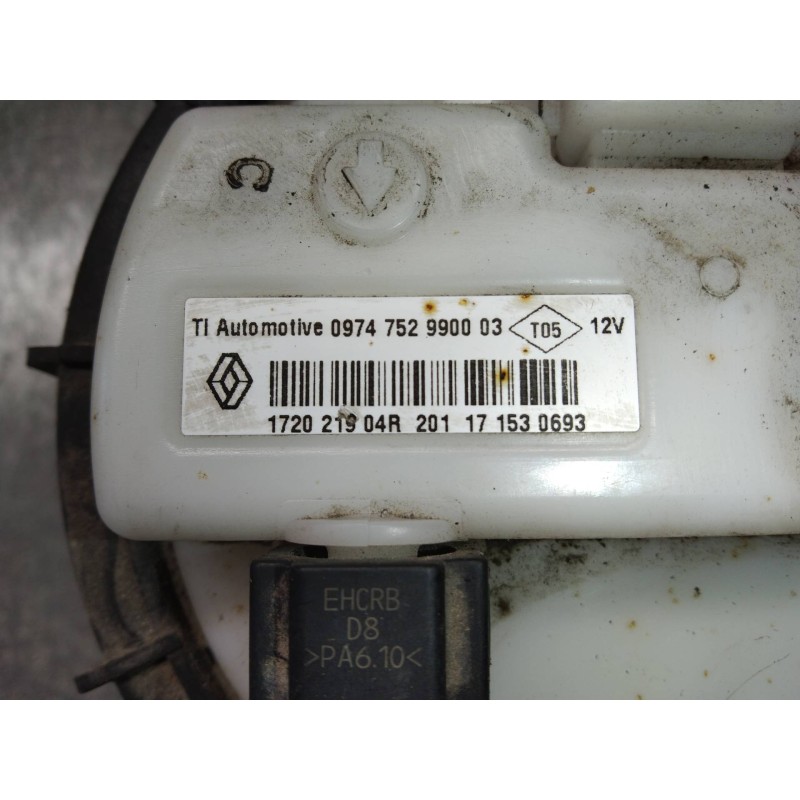 C
TI Automotive 0974 752 9900 03 T05 12V
1720 219 04R 201 17 153 0693
EHCRB
D8
>PA6.10<